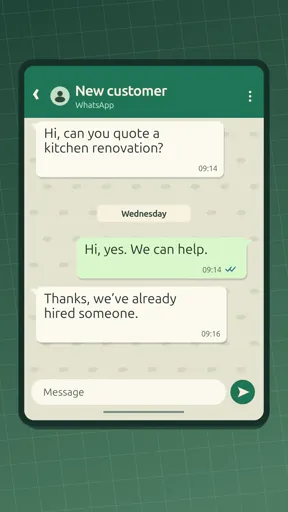 New customer
WhatsApp
Hi, can you quote a
kitchen renovation?
09:14
Wednesday
Hi, yes. We can help.
09:14
Thanks, we’ve already
hired someone.
09:16
Message